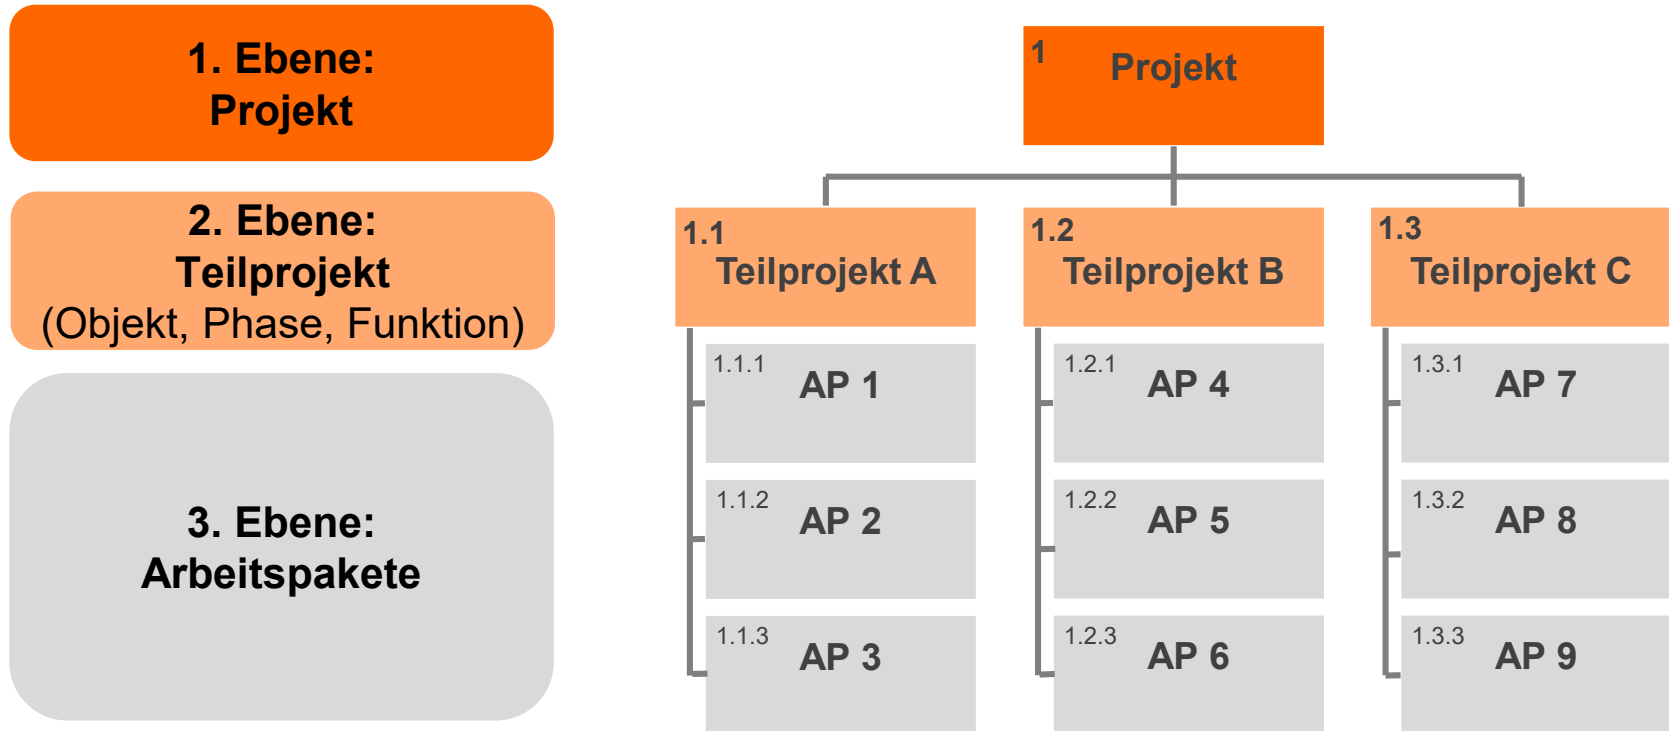 1. Ebene:
Projekt
2. Ebene:
Teilprojekt
(Objekt, Phase, Funktion)
3. Ebene:
Arbeitspakete
1
Projekt
1.1
Teilprojekt A
1.1.1
AP 1
1.1.2
AP 2
1.1.3
AP 3
1.2
Teilprojekt B
1.2.1
AP 4
1.2.2
AP 5
1.2.3
AP 6
1.3
Teilprojekt C
1.3.1
AP 7
1.3.2
AP 8
1.3.3
AP 9